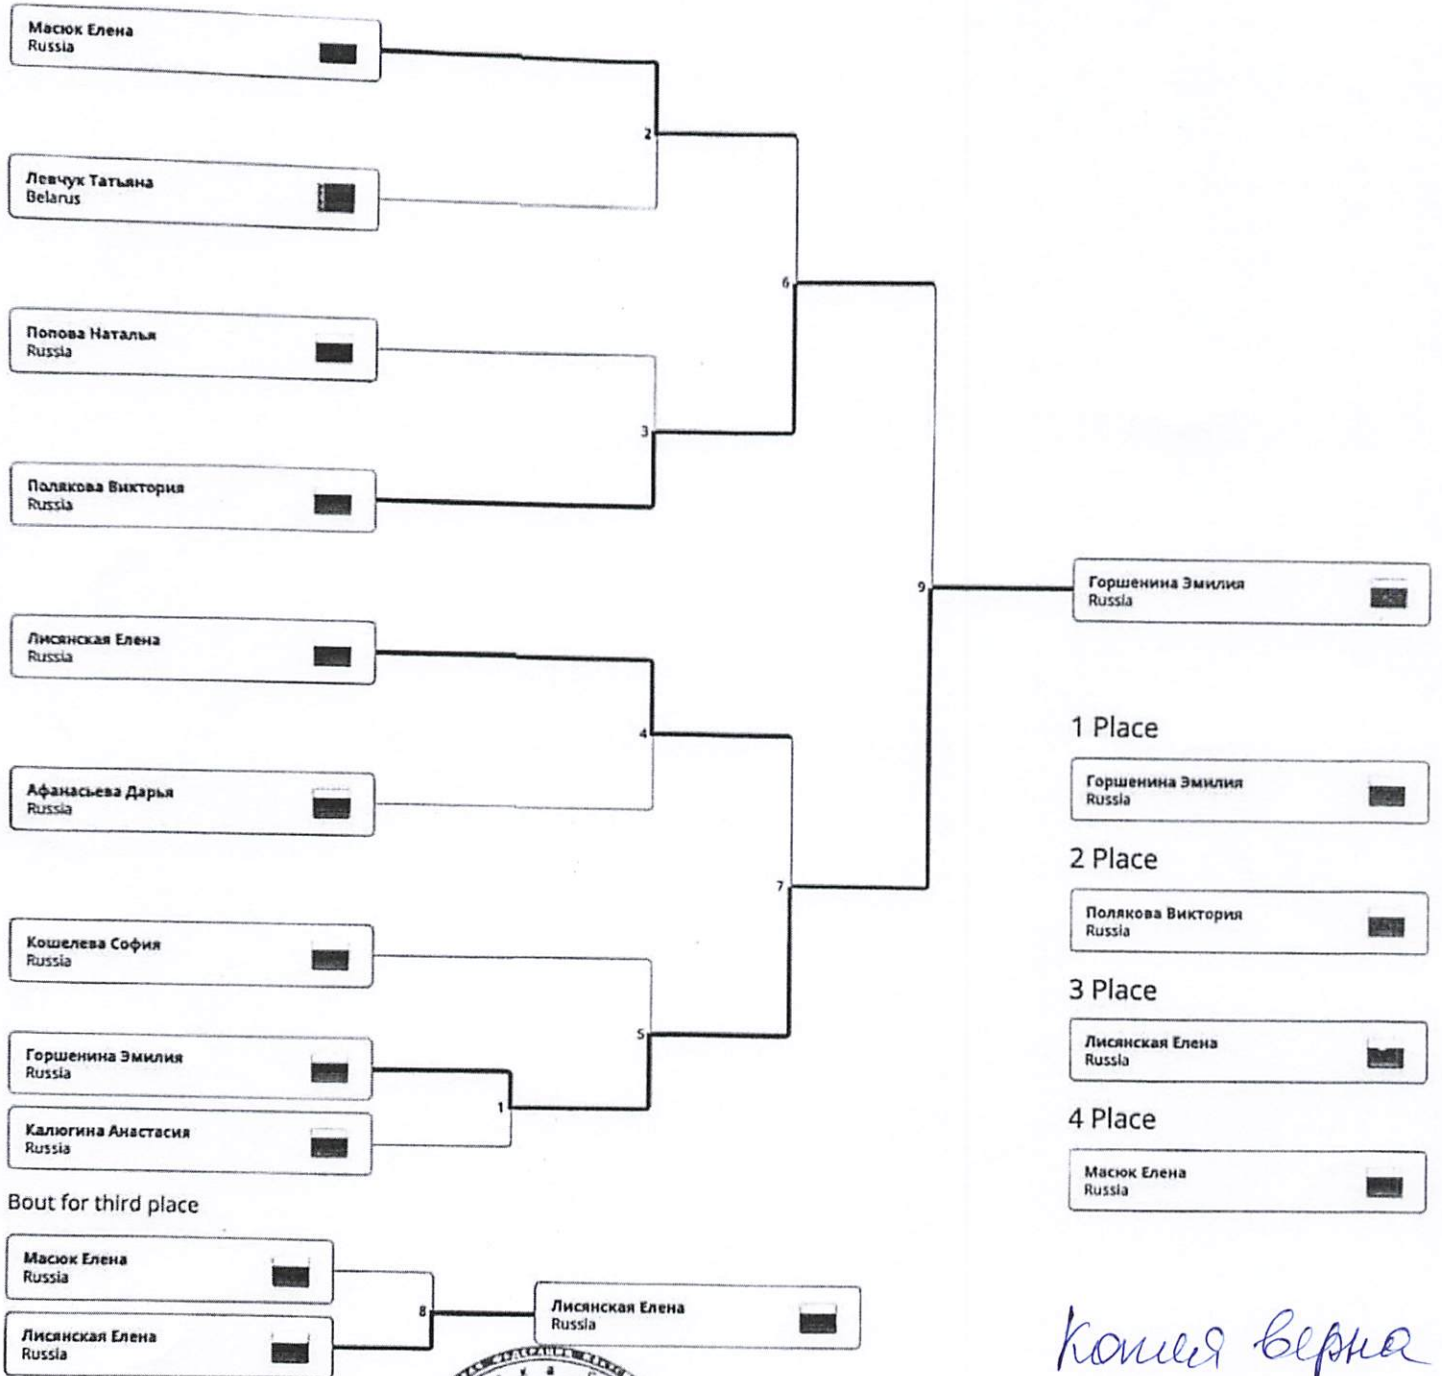 Масюк Елена
Russia
2
Левчук Татьяна
Belarus
6
Попова Наталья
Russia
3
Полякова Виктория
Russia
9
Горшенина Эмилия
Russia
Лисянская Елена
Russia
4
1 Place
Горшенина Эмилия
Russia
Афанасьева Дарья
Russia
2 Place
7
Полякова Виктория
Russia
Кошелева София
Russia
3 Place
5
Лисянская Елена
Russia
Горшенина Эмилия
Russia
1
4 Place
Калюгина Анастасия
Russia
Масюк Елена
Russia
Bout for third place
Масюк Елена
Russia
8
Лисянская Елена
Russia
Лисянская Елена
Russia
Копия верна